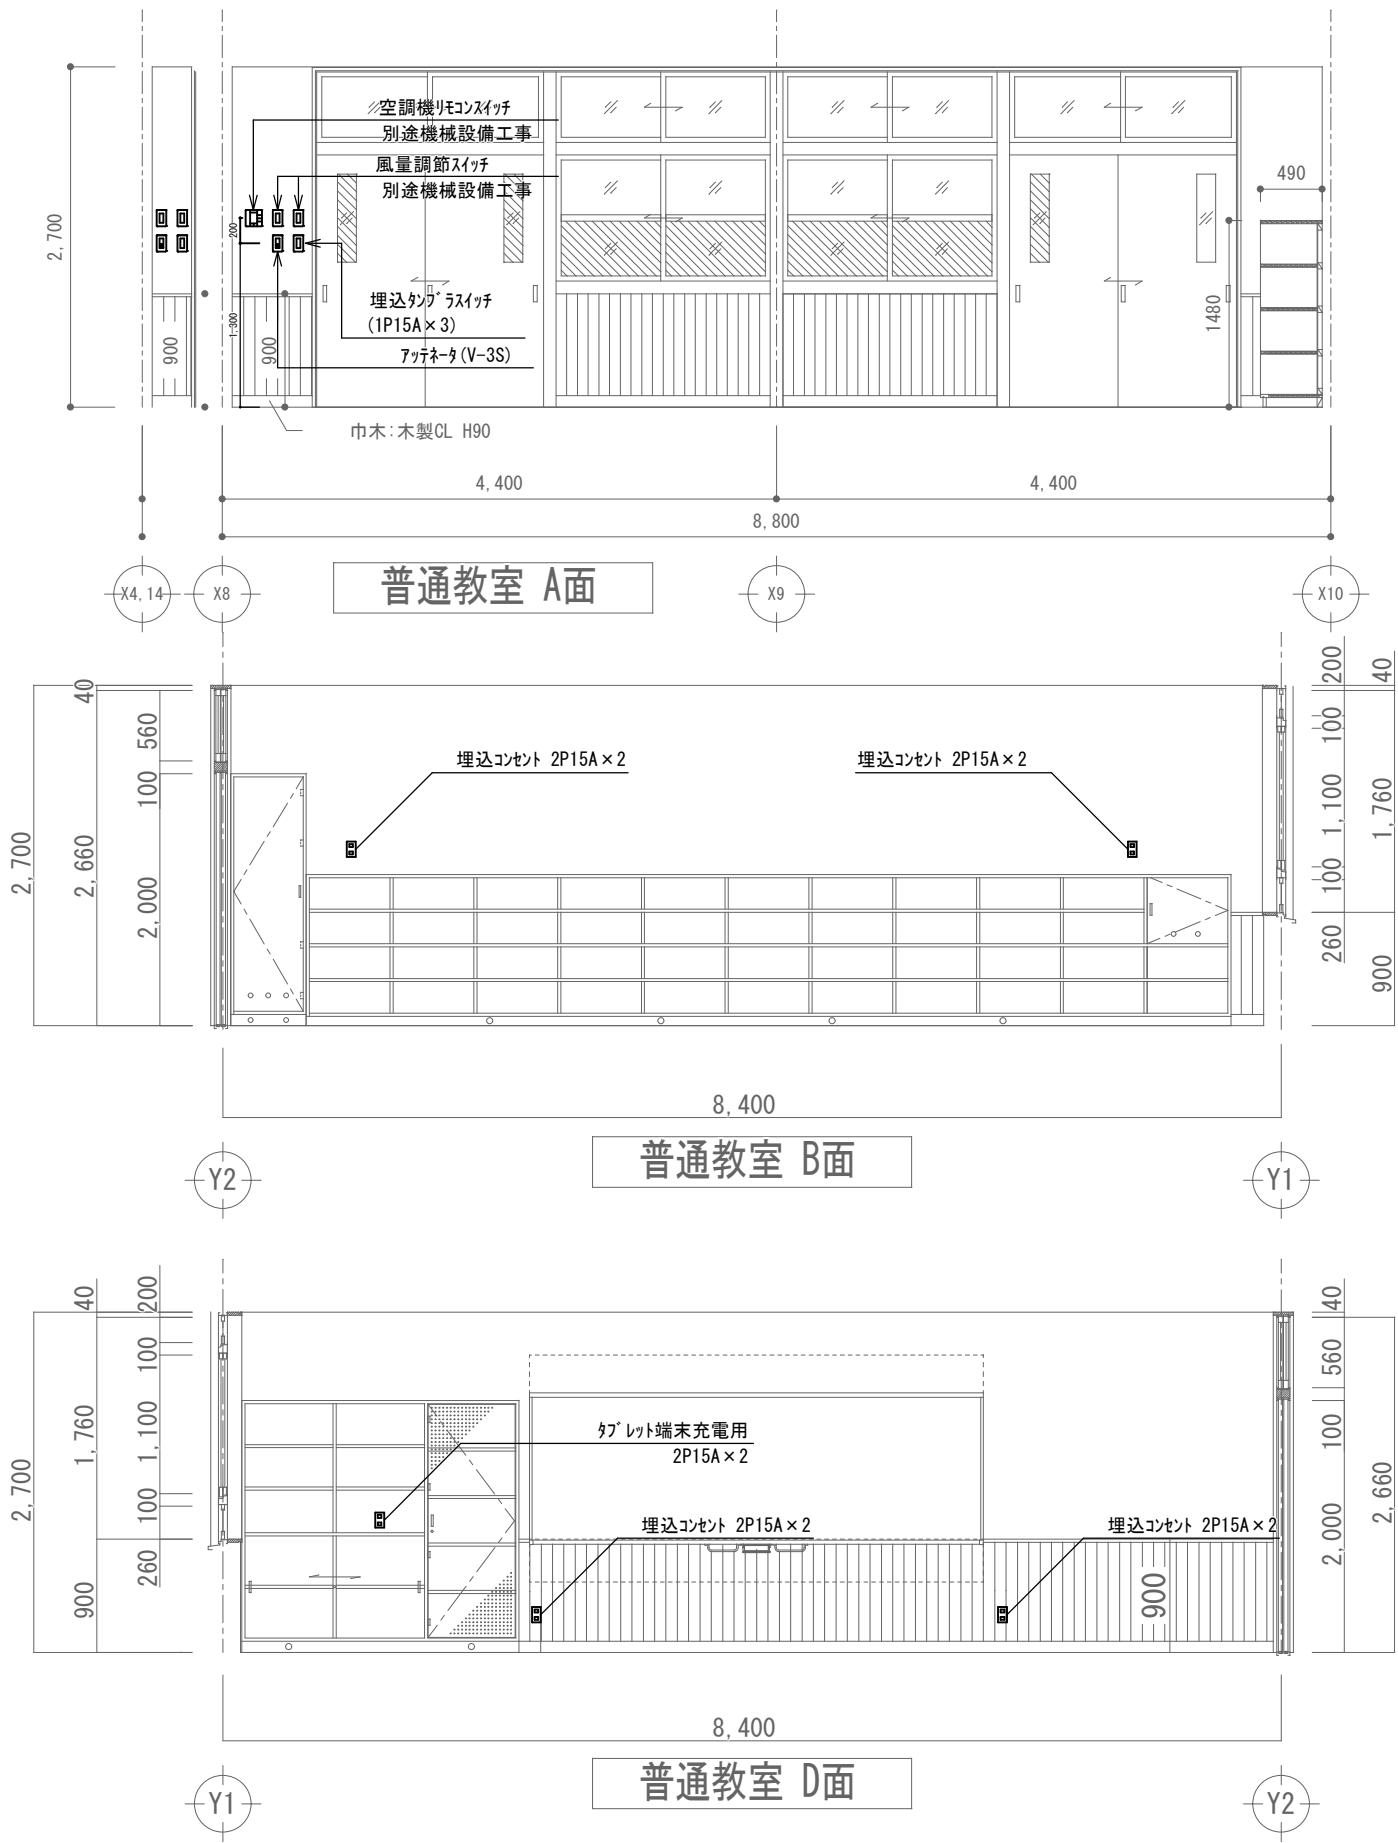 空調機リモコンスイッチ
別途機械設備工事
風量調節スイッチ
別途機械設備工事
490
2,700
200
埋込タンブラスイッチ
(1P15A×3)
1,300
1480
900
900
アッテネータ(V-3S)
巾木:木製CL H90
4,400
4,400
8,800
X4,14
X8
普通教室 A面
X9
X10
2,700
40
2,660
560
100
2,000
埋込コンセント 2P15A×2
埋込コンセント 2P15A×2
200
100
1,100
100
260
40
1,760
900
8,400
普通教室 B面
Y2
Y1
2,700
40
1,760
900
200
100
1,100
100
260
タブレット端末充電用
2P15A×2
埋込コンセント 2P15A×2
埋込コンセント 2P15A×2
900
40
560
100
2,000
2,660
8,400
普通教室 D面
Y1
Y2